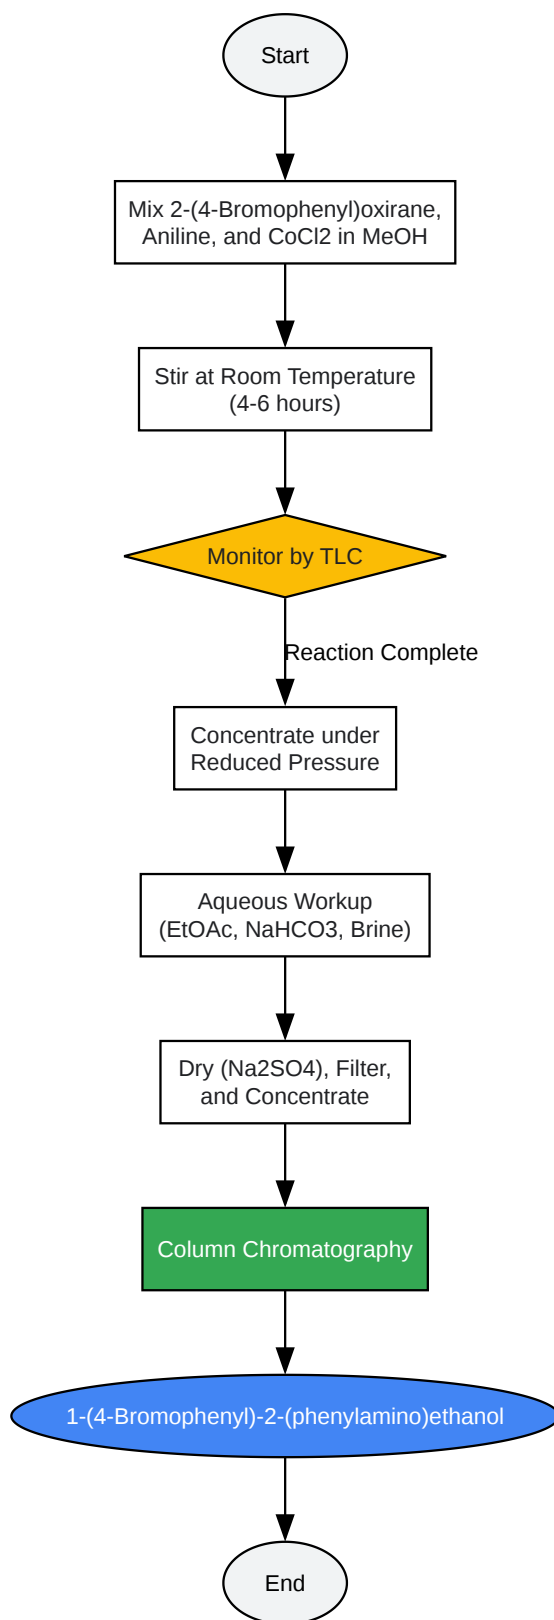 Start
Mix 2-(4-Bromophenyl)oxirane,
Aniline, and CoCl2 in MeOH
Stir at Room Temperature
(4-6 hours)
Monitor by TLC
Reaction Complete
Concentrate under
Reduced Pressure
Aqueous Workup
(EtOAc, NaHCO3, Brine)
Dry (Na2SO4), Filter,
and Concentrate
Column Chromatography
1-(4-Bromophenyl)-2-(phenylamino)ethanol
End